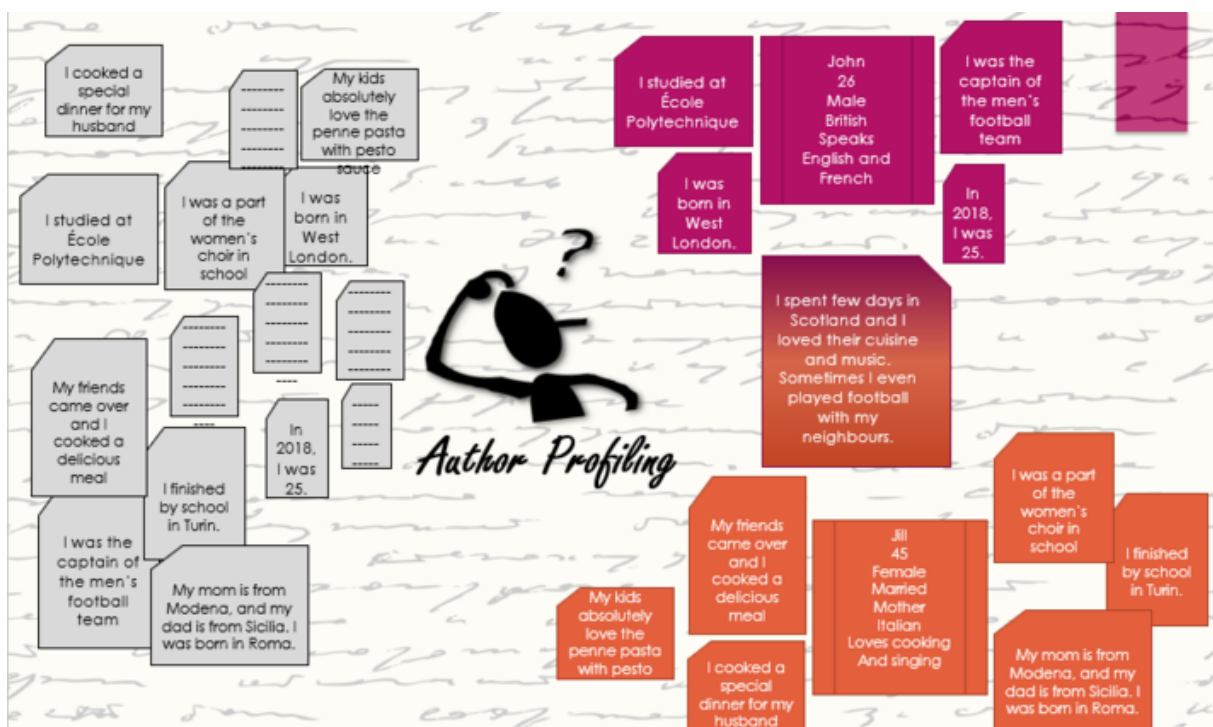 I cooked a
special
dinner for my
husband
My kids
absolutely
love the
penne pasta
with pesto
sauce
I studied at
École
Polytechnique
I was a part
of the
women's
choir in
school
I was
born in
West
London.
My friends
came over
and I
cooked a
delicious
meal
In
2018,
I was
25.
I finished
by school
in Turin.
I was the
captain of
the men's
football
team
My mom is from
Modena, and my
dad is from Sicilia. I
was born in Roma.
?
Author Profiling
I studied at
École
Polytechnique
John
26
Male
British
Speaks
English and
French
I was the
captain of
the men's
football
team
I was
born in
West
London.
In
2018,
I was
25.
I spent few days in
Scotland and I
loved their cuisine
and music.
Sometimes I even
played football
with my
neighbours.
My friends
came over
and I
cooked a
delicious
meal
Jill
45
Female
Married
Mother
Italian
Loves cooking
And singing
I was a part
of the
women's
choir in
school
I finished
by school
in Turin.
My kids
absolutely
love the
penne pasta
with pesto
I cooked a
special
dinner for my
husband
My mom is from
Modena, and my
dad is from Sicilia. I
was born in Roma.